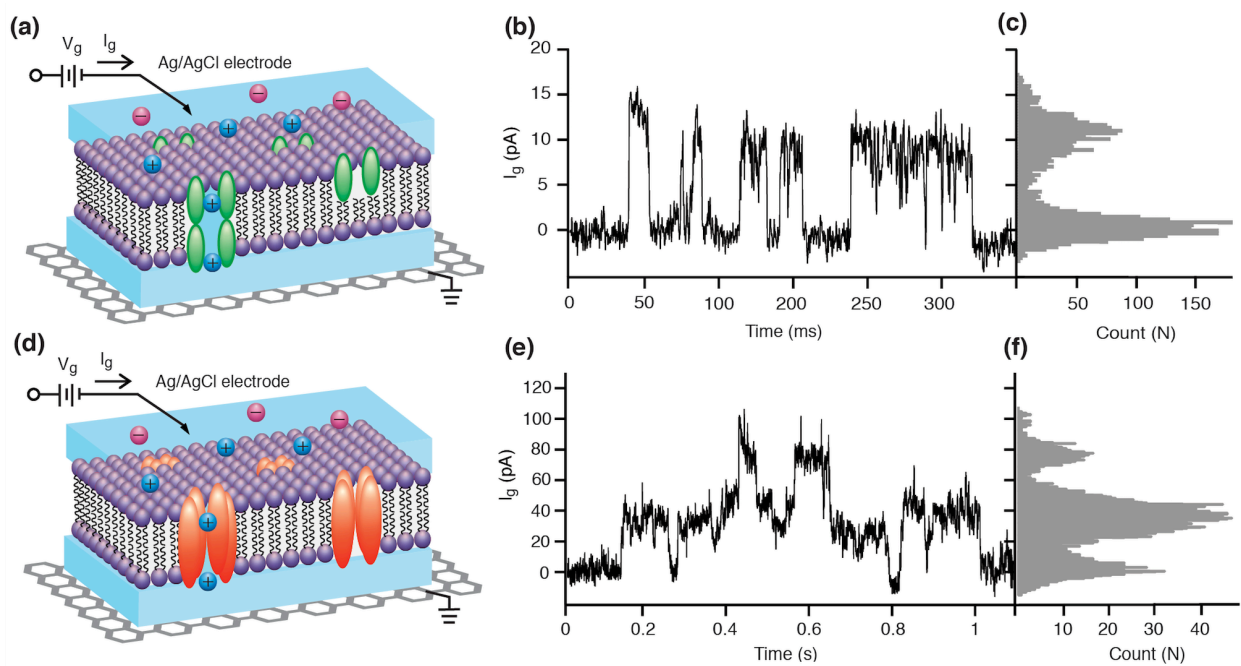 (a)
V_g
I_g
Ag/AgCl electrode
− − −
+ + +
+
+
(b)
I_g (pA)
20
15
10
5
0
0 50 100 200 250 300
Time (ms)
(c)
50 100 150
Count (N)
(d)
V_g
I_g
Ag/AgCl electrode
− − −
+ + +
+
+
(e)
I_g (pA)
120
100
80
60
40
20
0
0 0.2 0.4 0.6 0.8 1
Time (s)
(f)
10 20 30 40
Count (N)